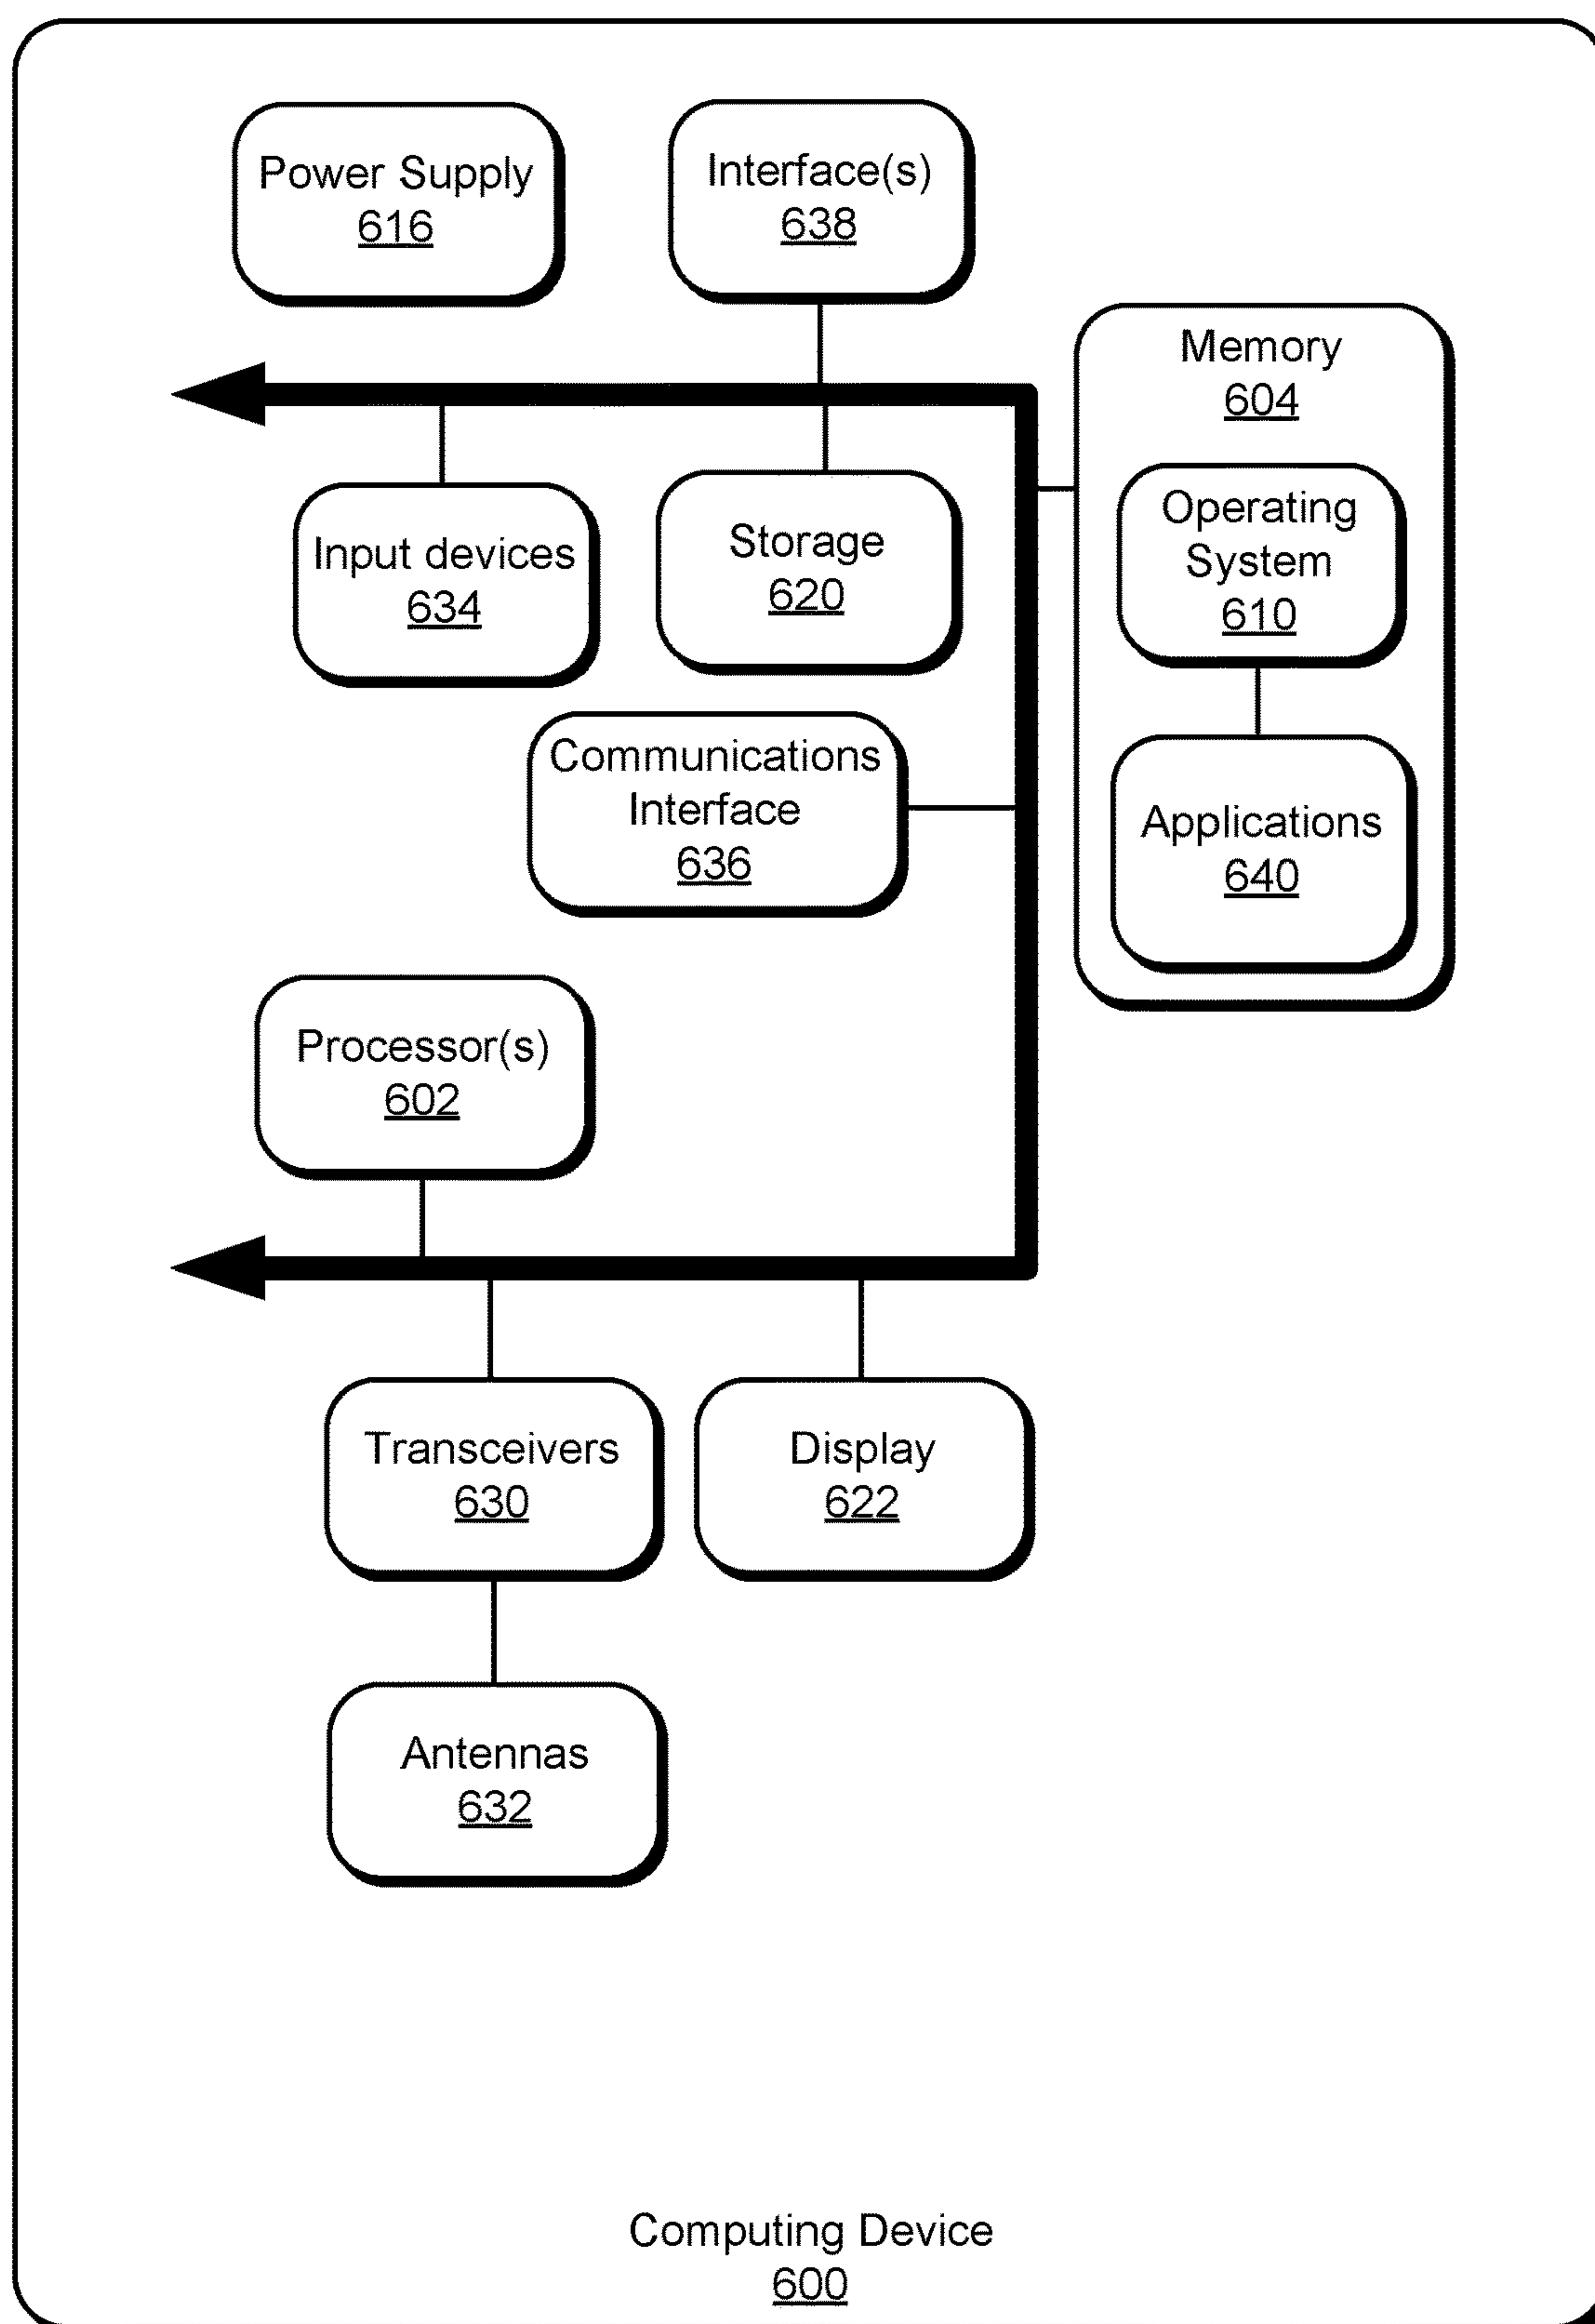 Power Supply
616
Interface(s)
638
Memory
604
Operating
System
610
Applications
640
Input devices
634
Storage
620
Communications
Interface
636
Processor(s)
602
Transceivers
630
Display
622
Antennas
632
Computing Device
600